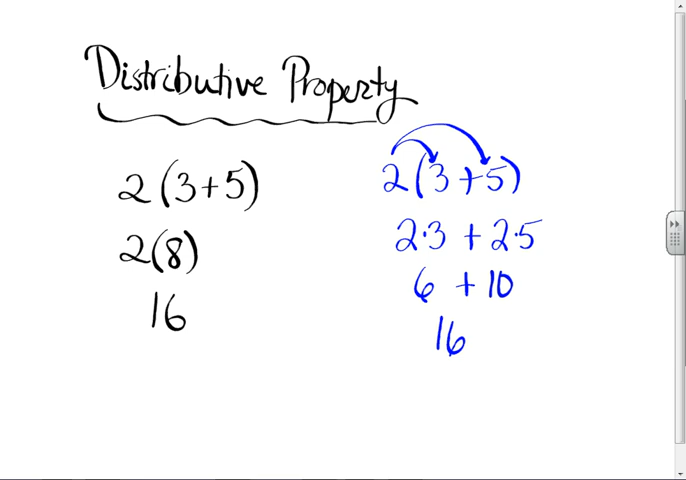 Distributive Property
2(3+5)
2(8)
16
2(3+5)
2·3 + 2·5
6 + 10
16